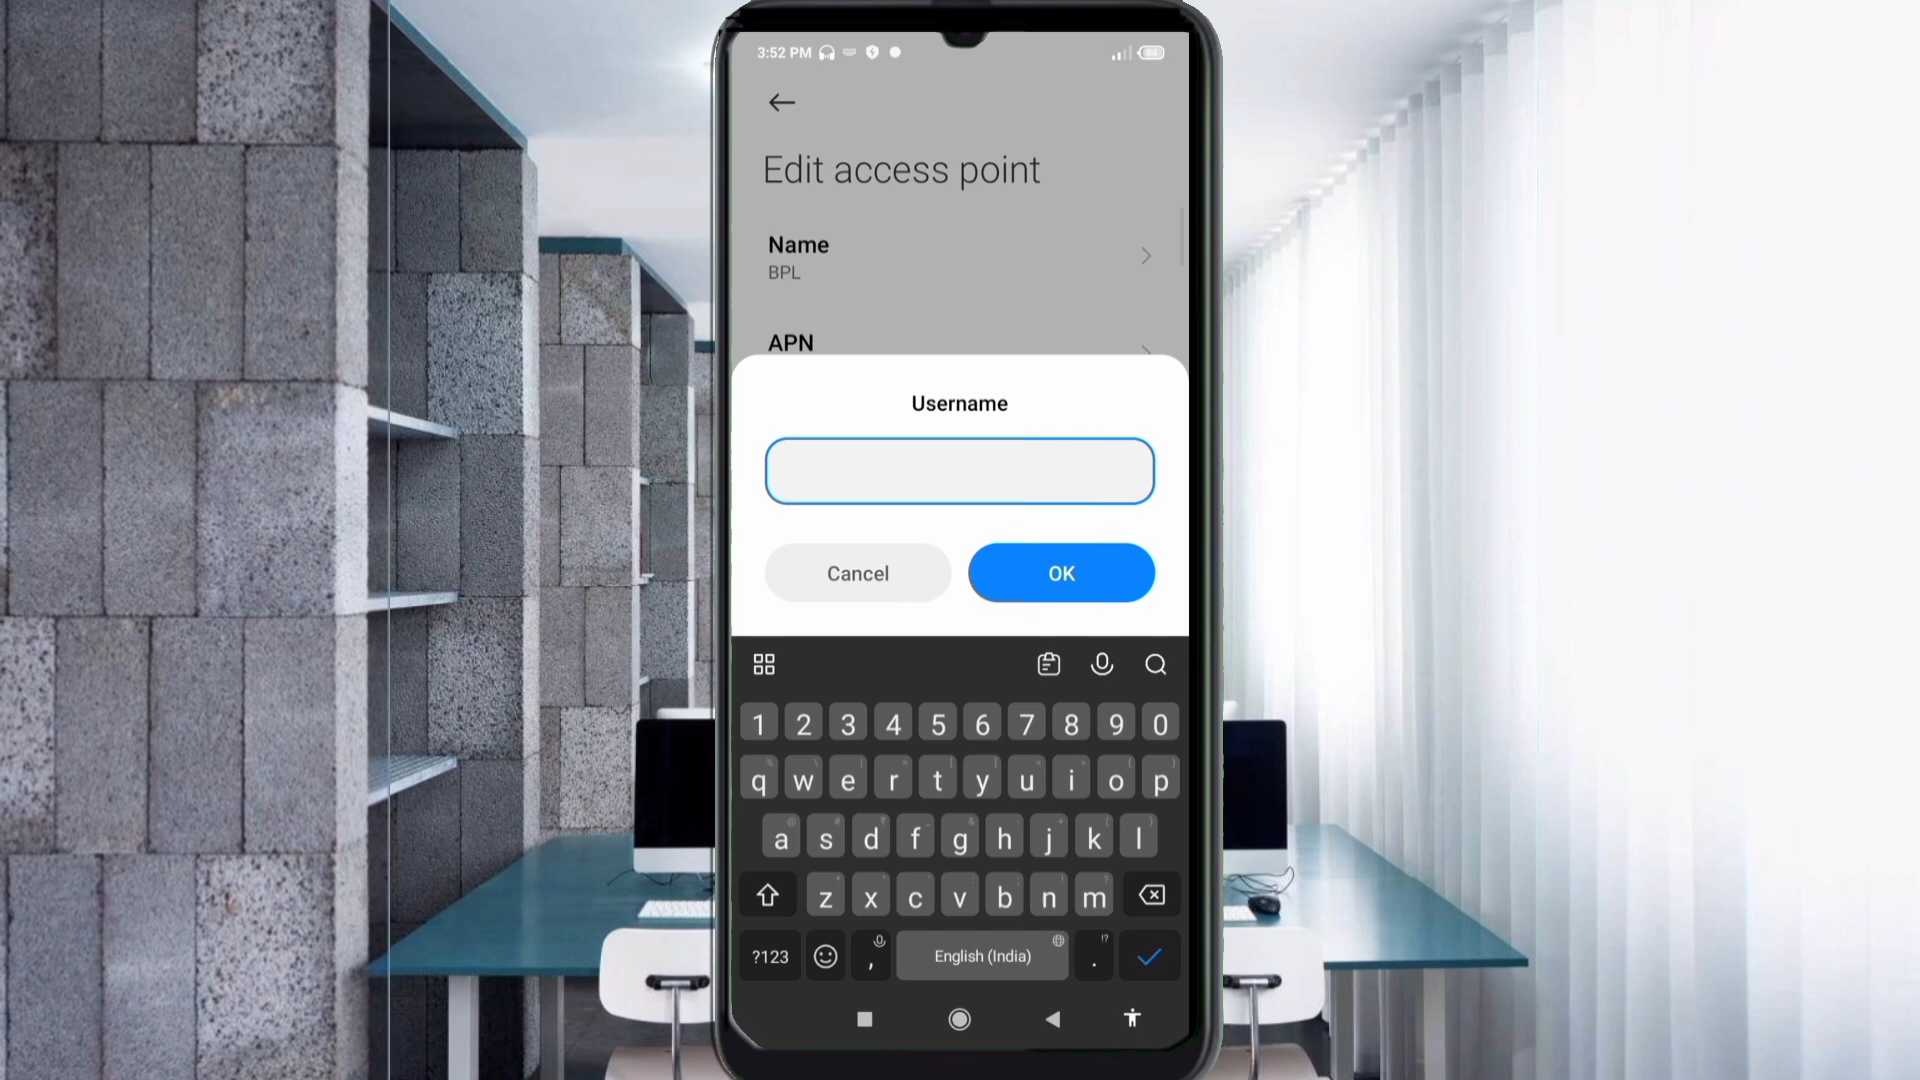 3:52 PM
Edit access point
Name
BPL
APN
Username
Cancel
OK
1 2 3 4 5 6 7 8 9 0
q w e r t y u i o p
a s d f g h j k l
z x c v b n m
?123 , English (India) . !?